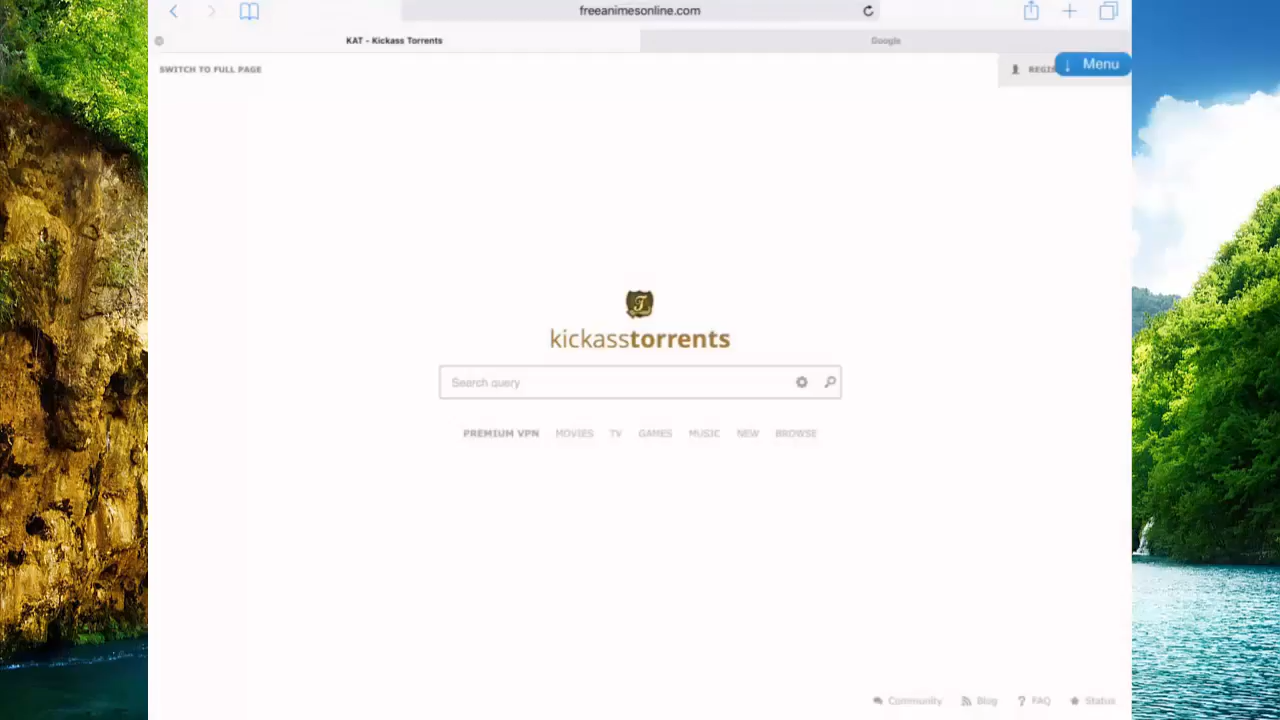 freeanimesonline.com
KAT - Kickass Torrents
Google
SWITCH TO FULL PAGE
↓ Menu
kickasstorrents
Search query
PREMIUM VPN MOVIES TV GAMES MUSIC NEW BROWSE
Community Blog ? FAQ Status